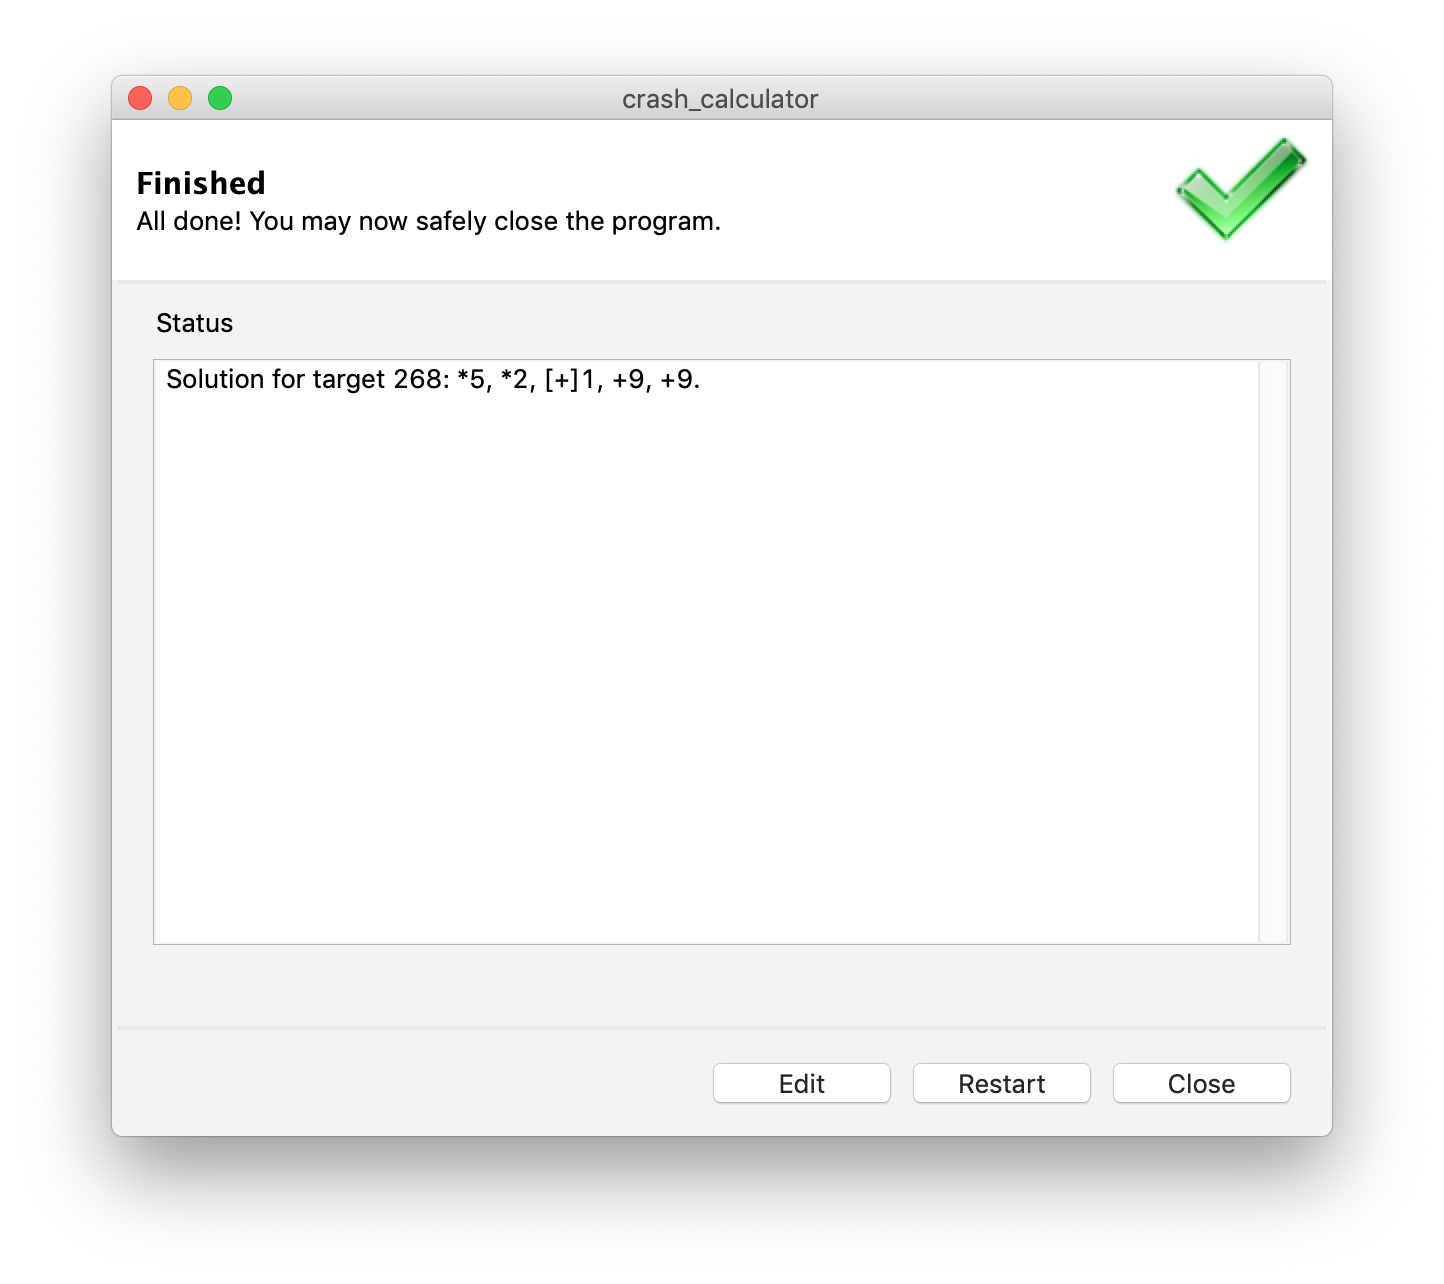 crash_calculator
Finished
All done! You may now safely close the program.
Status
Solution for target 268: *5, *2, [+]1, +9, +9.
Edit Restart Close